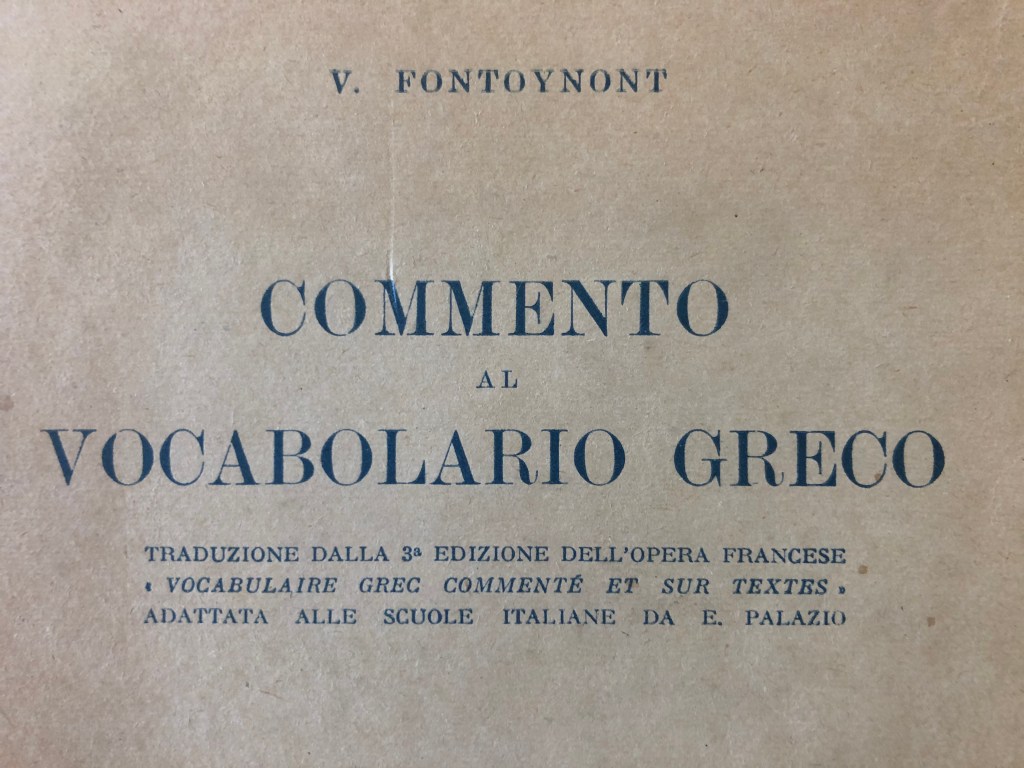 V. FONTOYNONT
COMMENTO
AL
VOCABOLARIO GRECO
TRADUZIONE DALLA 3ª EDIZIONE DELL'OPERA FRANCESE
« VOCABULAIRE GREC COMMENTÉ ET SUR TEXTES »
ADATTATA ALLE SCUOLE ITALIANE DA E. PALAZIO